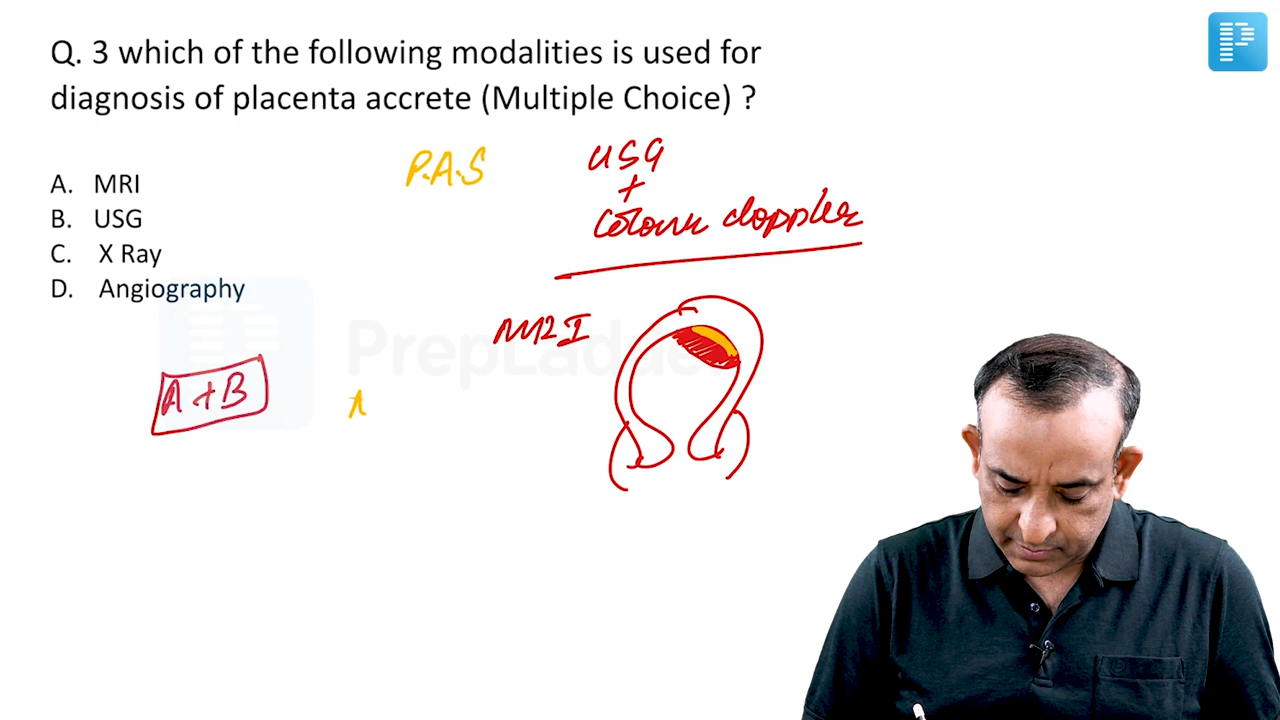 Q. 3 which of the following modalities is used for
diagnosis of placenta accrete (Multiple Choice) ?
A. MRI
B. USG
C. X Ray
D. Angiography
P.A.S
USG
+
Colour doppler
MRI
A+B
PrepLadder